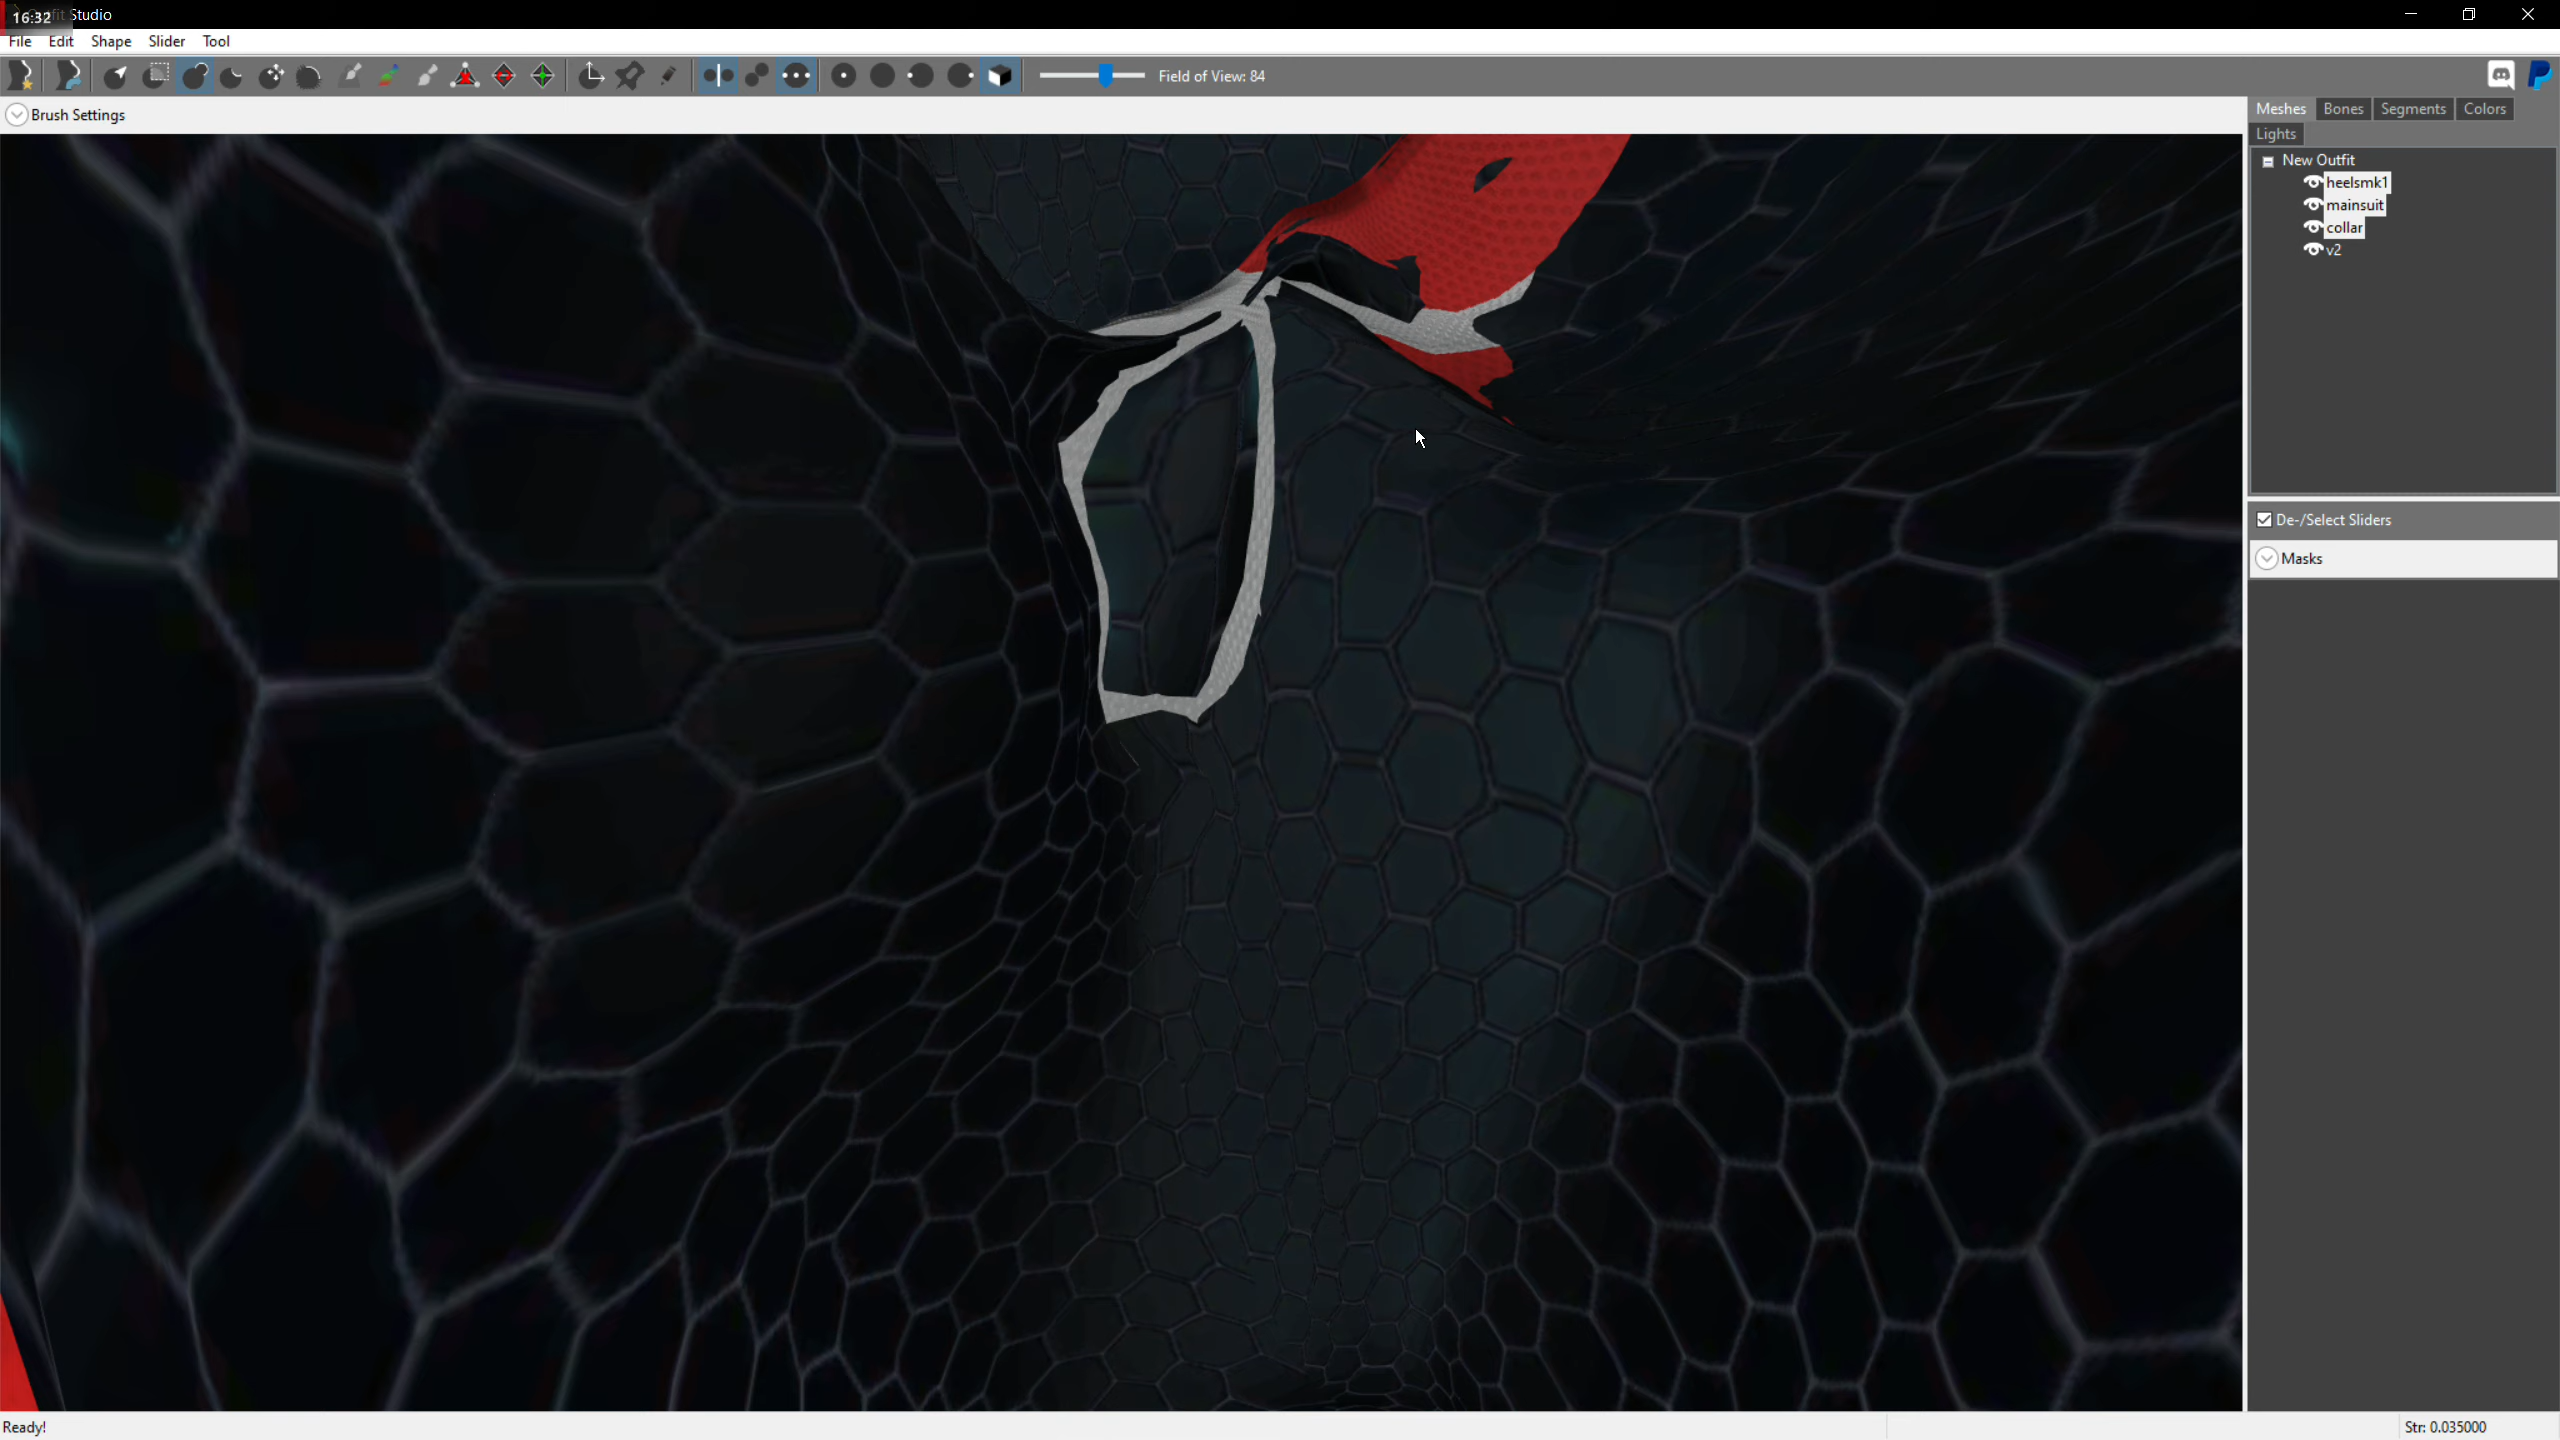 16:32
Studio
File Edit Shape Slider Tool
Field of View: 84
Brush Settings
Meshes Bones Segments Colors
Lights
New Outfit
heelsmk1
mainsuit
collar
v2
De-/Select Sliders
Masks
Ready!
Str: 0.035000